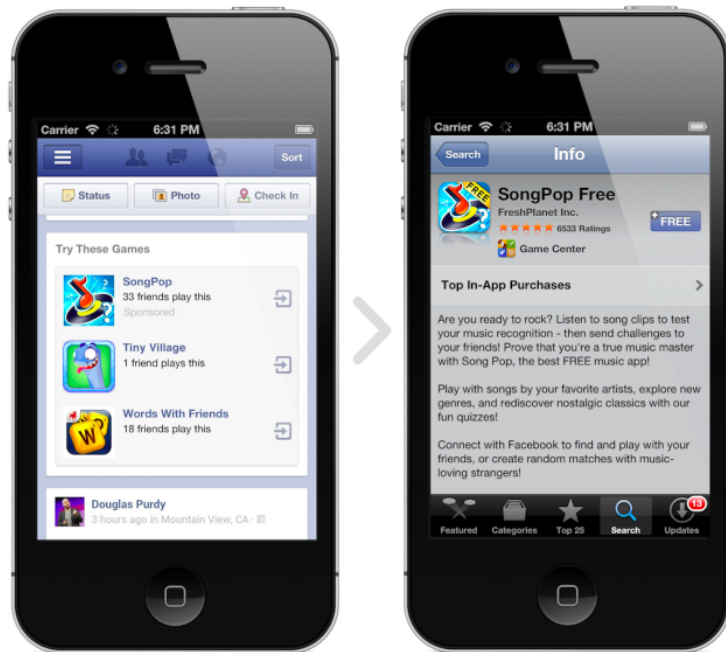 Carrier 6:31 PM
Sort
Status Photo Check In
Try These Games
SongPop
33 friends play this
Sponsored
Tiny Village
1 friend plays this
Words With Friends
W
18 friends play this
Douglas Purdy
3 hours ago in Mountain View, CA ·
Carrier 6:31 PM
Search Info
FREE
SongPop Free
FreshPlanet Inc.
6533 Ratings
FREE
Game Center
Top In-App Purchases
Are you ready to rock? Listen to song clips to test
your music recognition - then send challenges to
your friends! Prove that you're a true music master
with Song Pop, the best FREE music app!
Play with songs by your favorite artists, explore new
genres, and rediscover nostalgic classics with our
fun quizzes!
Connect with Facebook to find and play with your
friends, or create random matches with music-
loving strangers!
13
Featured Categories Top 25 Search Updates